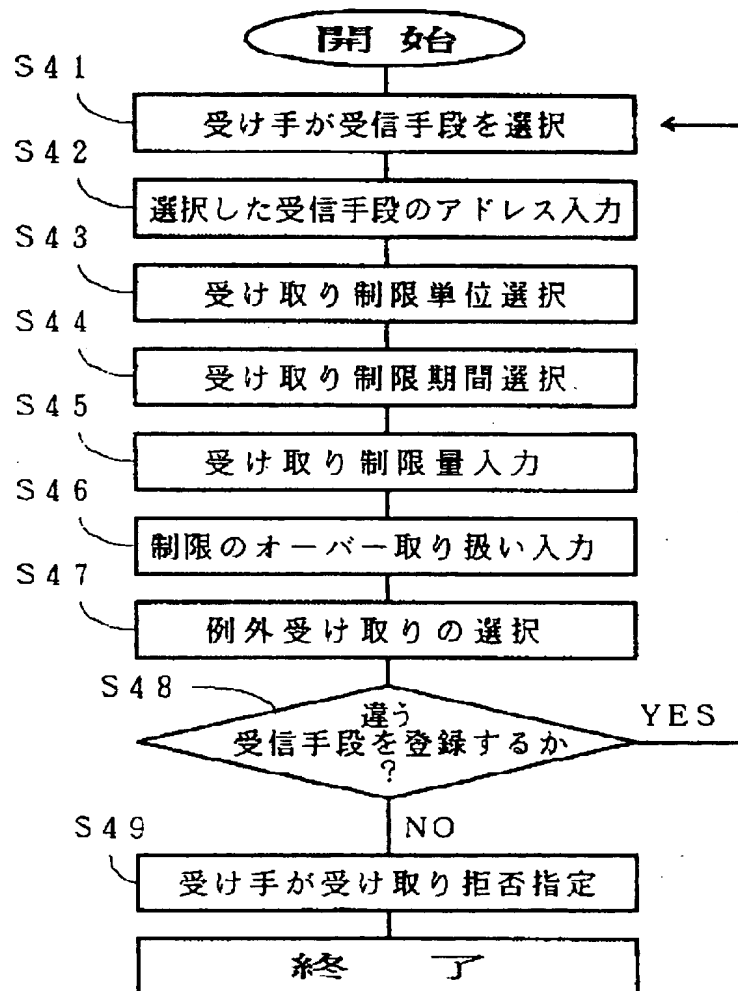 開 始
S41
受け手が受信手段を選択
S42
選択した受信手段のアドレス入力
S43
受け取り制限単位選択
S44
受け取り制限期間選択
S45
受け取り制限量入力
S46
制限のオーバー取り扱い入力
S47
例外受け取りの選択
S48
違う
受信手段を登録するか
?
YES
NO
S49
受け手が受け取り拒否指定
終 了